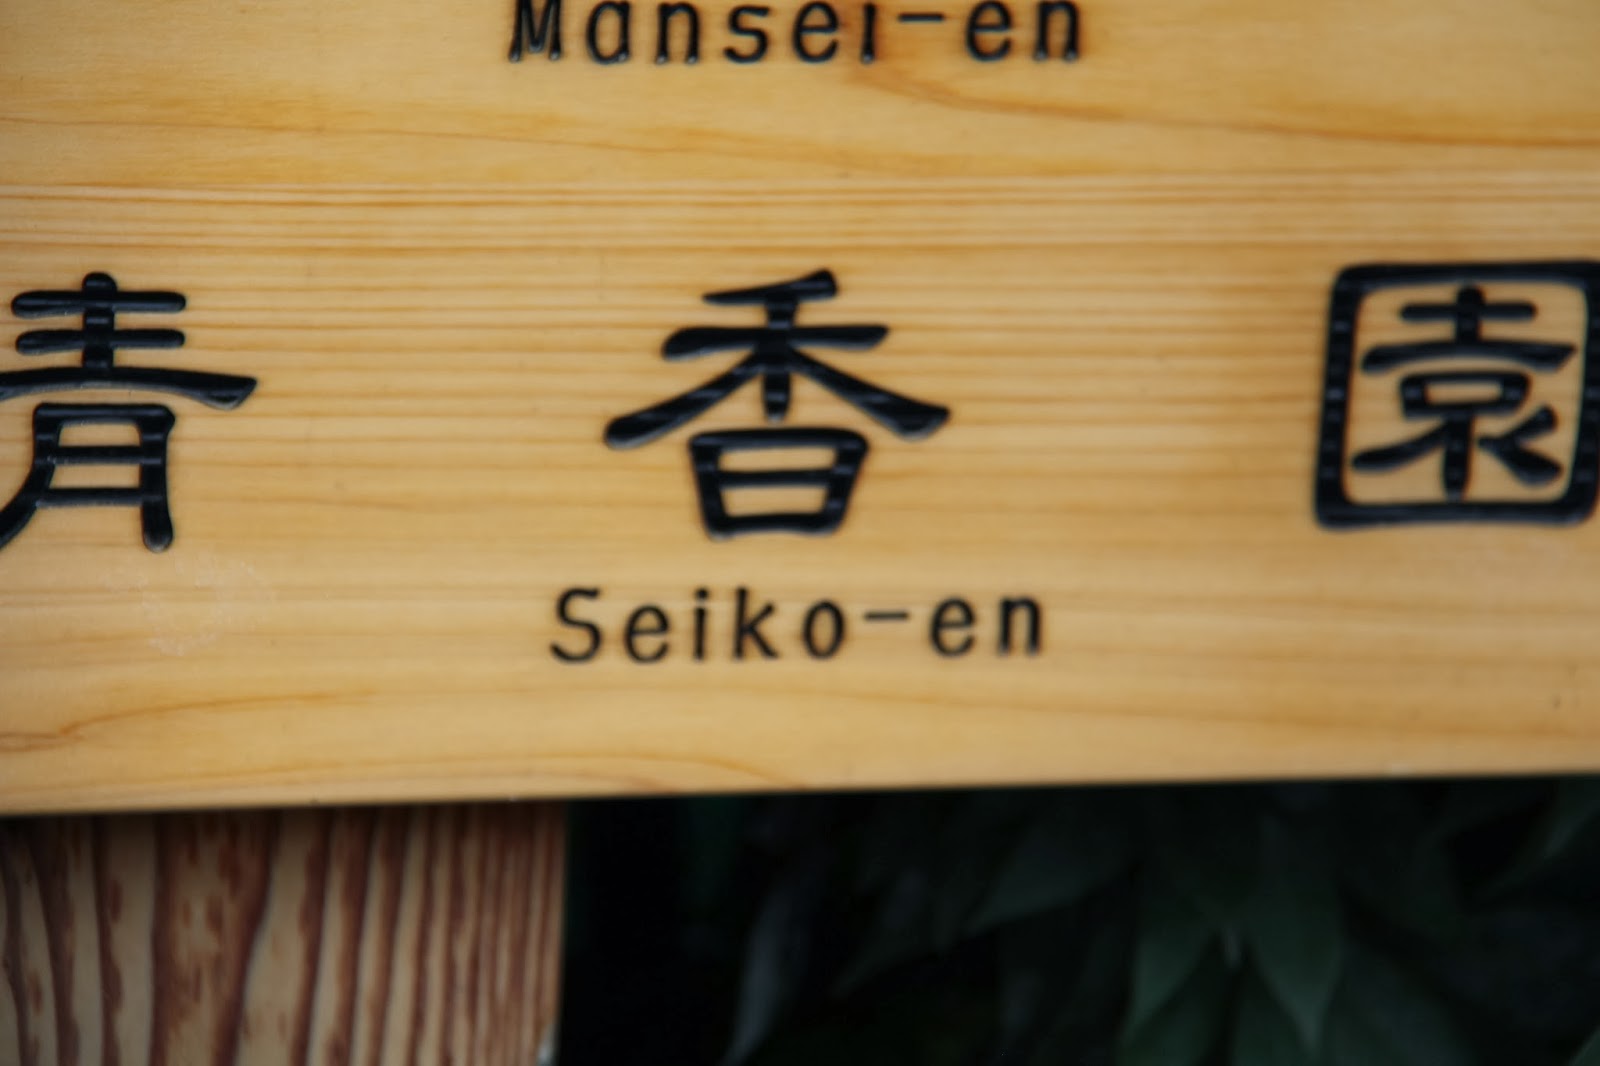 Mansei-en
青香園
Seiko-en